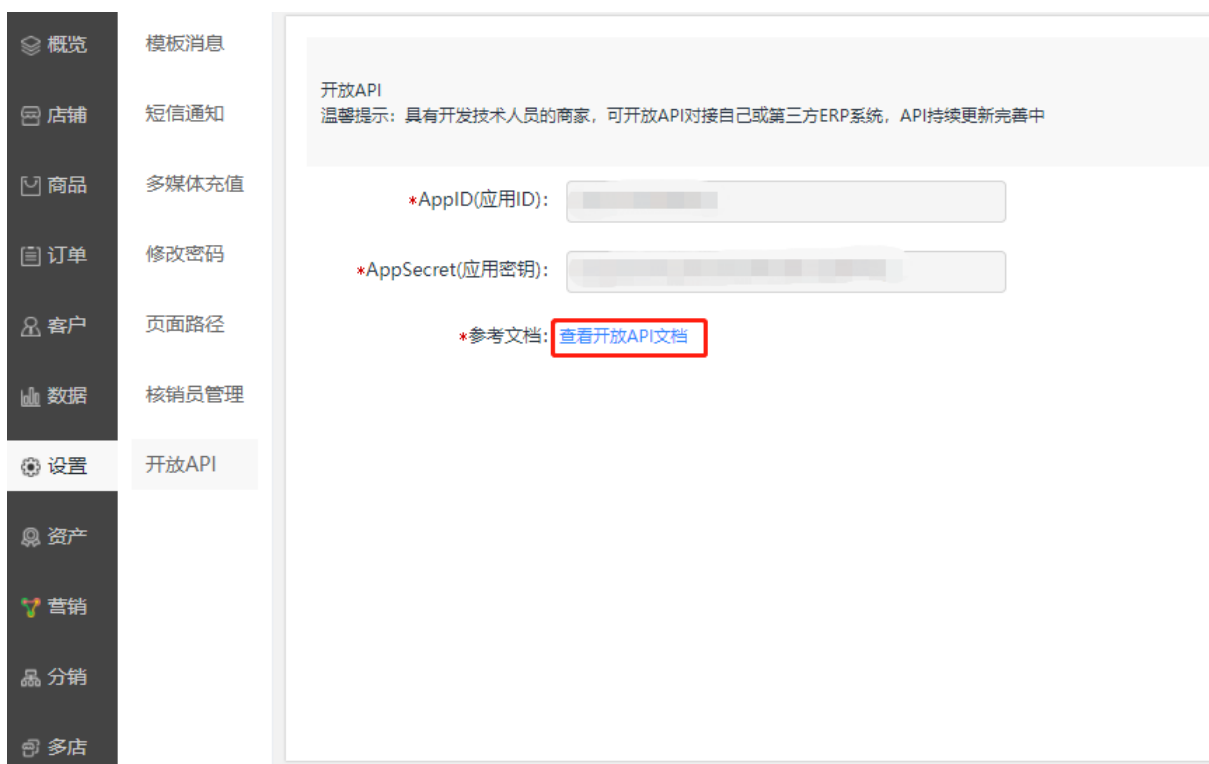 概览
店铺
商品
订单
客户
数据
设置
资产
营销
分销
多店
模板消息
短信通知
多媒体充值
修改密码
页面路径
核销员管理
开放API
开放API
温馨提示：具有开发技术人员的商家，可开放API对接自己或第三方ERP系统，API持续更新完善中
*AppID(应用ID)：
*AppSecret(应用密钥)：
*参考文档：查看开放API文档